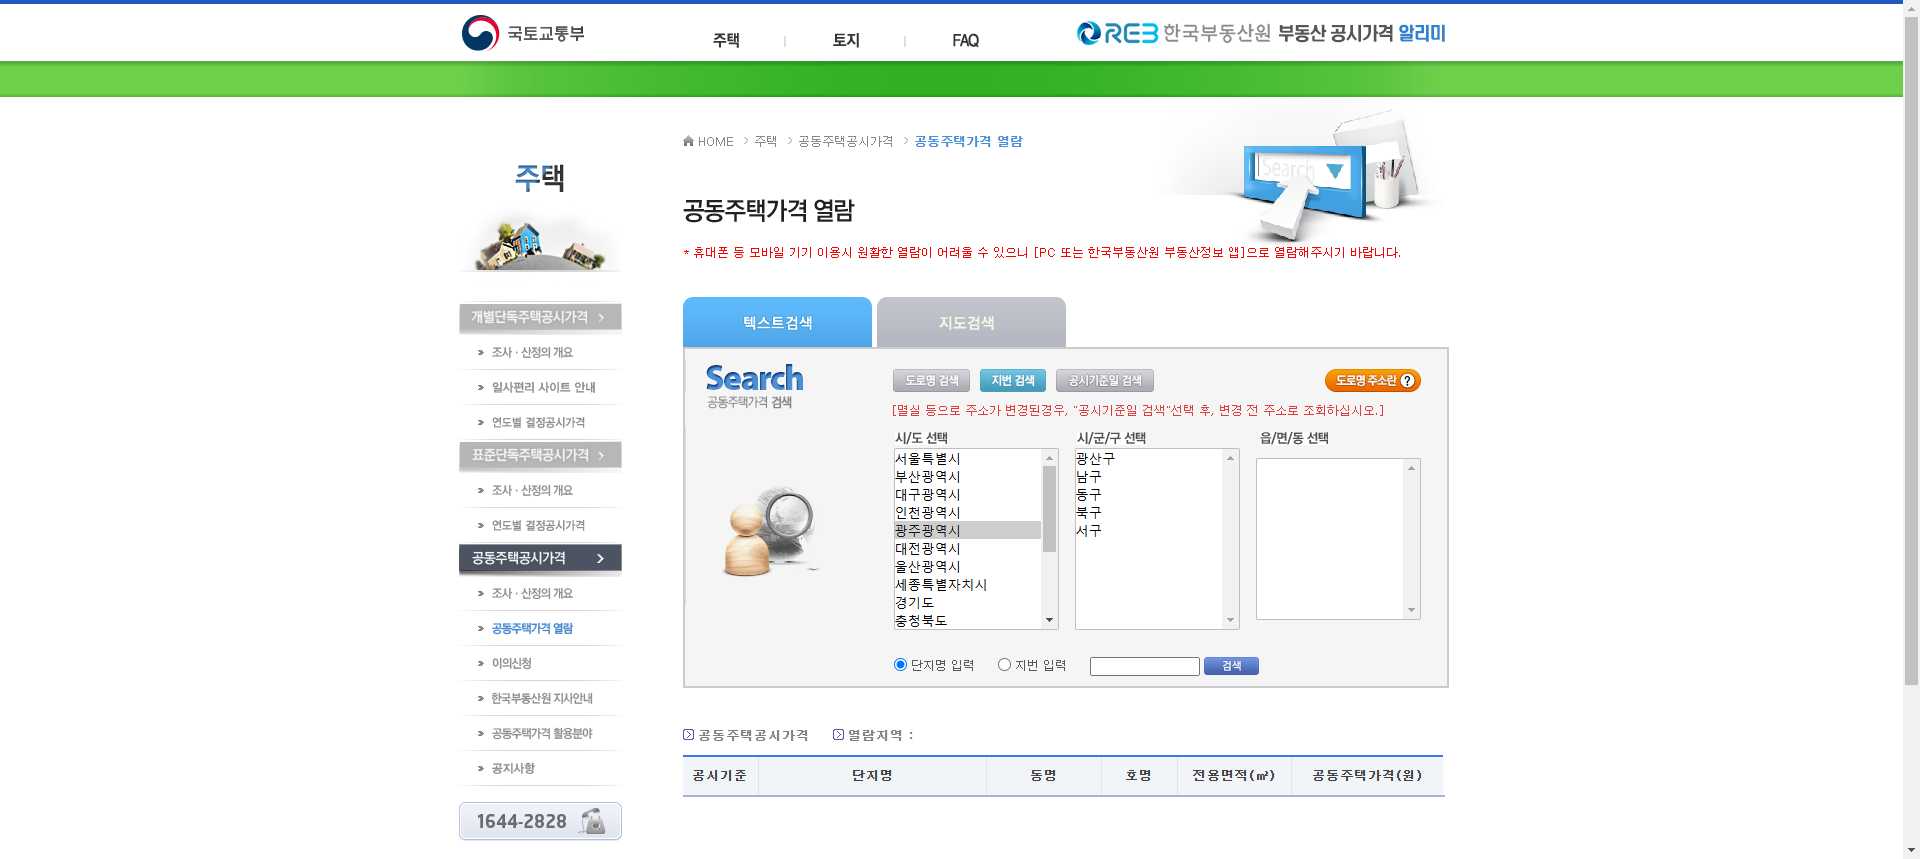 국토교통부
주택
토지
FAQ
REB 한국부동산원 부동산 공시가격 알리미
HOME > 주택 > 공동주택공시가격 > 공동주택가격 열람
Search
주택
공동주택가격 열람
* 휴대폰 등 모바일 기기 이용시 원활한 열람이 어려울 수 있으니 [PC 또는 한국부동산원 부동산정보 앱]으로 열람해주시기 바랍니다.
개별단독주택공시가격
조사 · 산정의 개요
일사편리 사이트 안내
연도별 결정공시가격
표준단독주택공시가격
조사 · 산정의 개요
연도별 결정공시가격
공동주택공시가격
조사 · 산정의 개요
공동주택가격 열람
이의신청
한국부동산원 지사안내
공동주택가격 활용분야
공지사항
1644-2828
텍스트검색
지도검색
Search
공동주택가격 검색
도로명 검색
지번 검색
공시기준일 검색
도로명 주소란 ?
[멸실 등으로 주소가 변경된경우, "공시기준일 검색"선택 후, 변경 전 주소로 조회하십시오.]
시/도 선택
시/군/구 선택
읍/면/동 선택
서울특별시
부산광역시
대구광역시
인천광역시
광주광역시
대전광역시
울산광역시
세종특별자치시
경기도
충청북도
광산구
남구
동구
북구
서구
단지명 입력
지번 입력
검색
공동주택공시가격
열람지역 :
공시기준
단지명
동명
호명
전용면적(㎡)
공동주택가격(원)